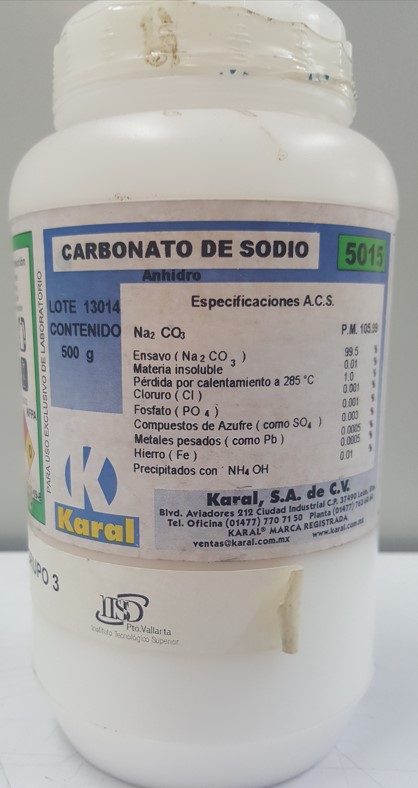 CARBONATO DE SODIO
5015
Anhidro
LOTE 13014
CONTENIDO
500 g
PARA USO EXCLUSIVO DE LABORATORIO
Especificaciones A.C.S.
Na2 CO3 P.M. 105.99
Ensayo ( Na2 CO3 ) 99.5 %
Materia insoluble 0.01 %
Pérdida por calentamiento a 285 °C 1.0 %
Cloruro ( Cl ) 0.001 %
Fosfato ( PO4 ) 0.001 %
Compuestos de Azufre ( como SO4 ) 0.003 %
Metales pesados ( como Pb ) 0.0005 %
Hierro ( Fe ) 0.0005 %
Precipitados con NH4 OH 0.01 %
K
Karal
Karal, S.A. de C.V.
Blvd. Aviadores 212 Ciudad Industrial C.P. 37490
Tel. Oficina (01477) 770 71 50 Planta (01477)
KARAL® MARCA REGISTRADA
ventas@karal.com.mx www.karal.com.mx
3
Pto.Vallarta
Instituto Tecnológico Superior